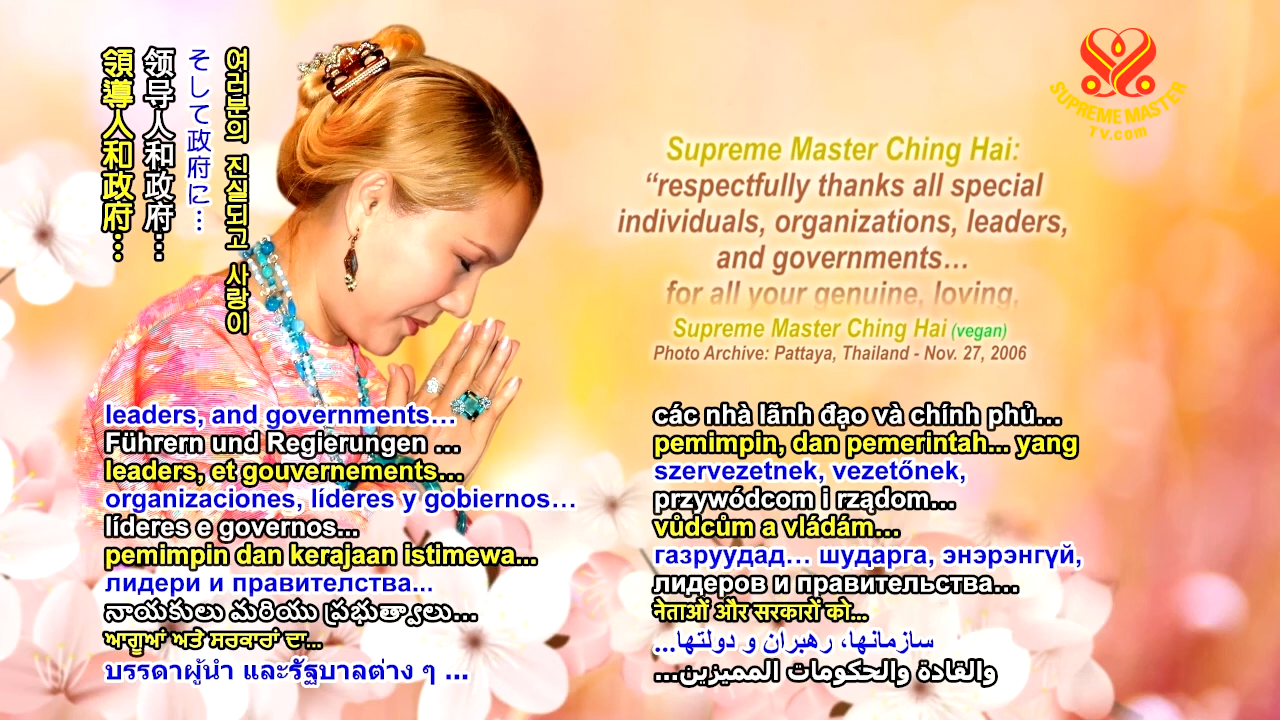 領導人和政府…
领导人和政府…
そして政府に…
여러분의 진실되고 사랑이
SUPREME MASTER
TV.com
Supreme Master Ching Hai:
“respectfully thanks all special
individuals, organizations, leaders,
and governments…
for all your genuine, loving,
Supreme Master Ching Hai (vegan)
Photo Archive: Pattaya, Thailand - Nov. 27, 2006
leaders, and governments…
Führern und Regierungen …
leaders, et gouvernements…
organizaciones, líderes y gobiernos…
líderes e governos...
pemimpin dan kerajaan istimewa...
лидери и правителства...
నాయకులు మరియు ప్రభుత్వాలు...
ਆਗੂਆਂ ਅਤੇ ਸਰਕਾਰਾਂ ਦਾ...
บรรดาผู้นำ และรัฐบาลต่าง ๆ ...
các nhà lãnh đạo và chính phủ…
pemimpin, dan pemerintah... yang
szervezetnek, vezetőnek,
przywódcom i rządom…
vůdcům a vládám…
газруудад… шударга, энэрэнгүй,
лидеров и правительства…
नेताओं और सरकारों को...
سازمانها، رهبران و دولتها...
والقادة والحكومات المميزين...